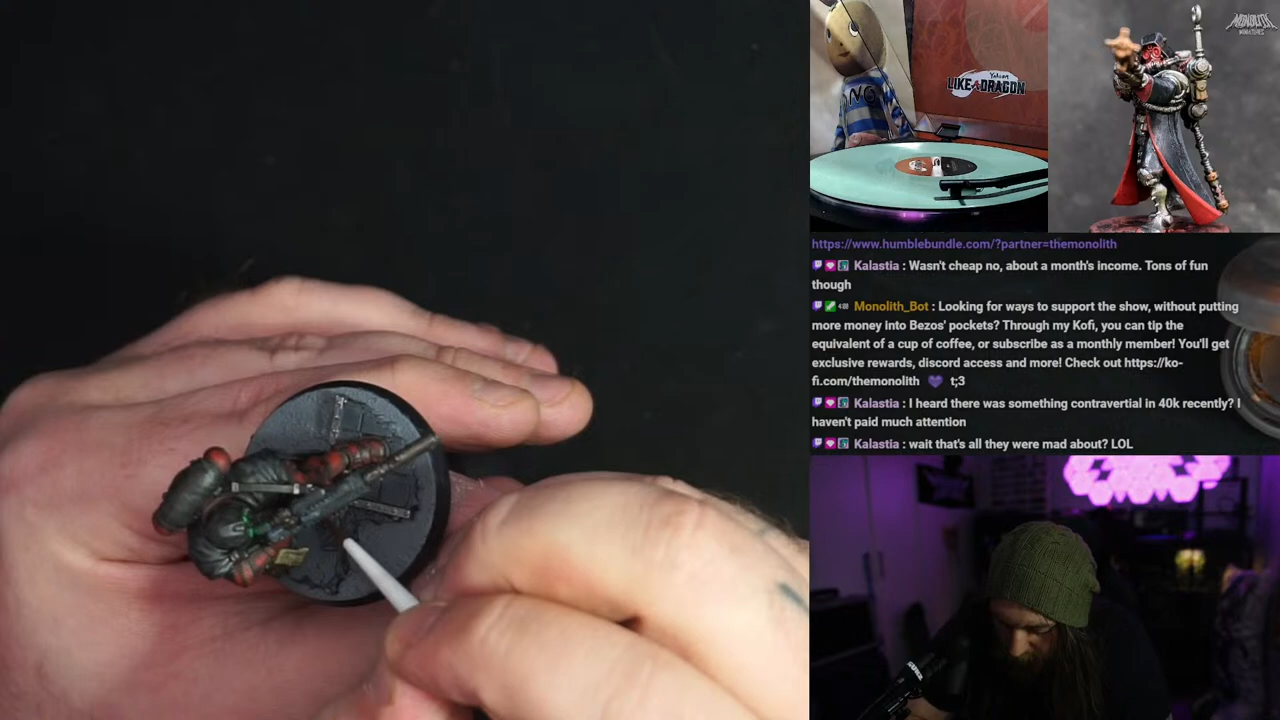 Yakuza
LIKE A DRAGON
MONOLITH
MINIATURES
https://www.humblebundle.com/?partner=themonolith
Kalastia : Wasn't cheap no, about a month's income. Tons of fun
though
Monolith_Bot : Looking for ways to support the show, without putting
more money into Bezos' pockets? Through my Kofi, you can tip the
equivalent of a cup of coffee, or subscribe as a monthly member! You'll get
exclusive rewards, discord access and more! Check out https://ko-
fi.com/themonolith 💜 t;3
Kalastia : I heard there was something contravertial in 40k recently? I
haven't paid much attention
Kalastia : wait that's all they were mad about? LOL